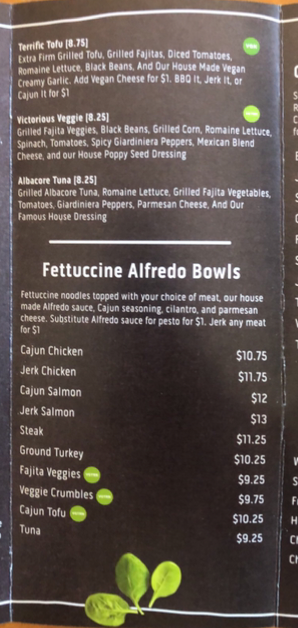 Terrific Tofu [8.75]
Extra Firm Grilled Tofu, Grilled Fajitas, Diced Tomatoes,
Romaine Lettuce, Black Beans, And Our House Made Vegan
Creamy Garlic. Add Vegan Cheese for $1. BBQ It, Jerk It, or
Cajun It for $1
Victorious Veggie [8.25]
Grilled Fajita Veggies, Black Beans, Grilled Corn, Romaine Lettuce,
Spinach, Tomatoes, Spicy Giardiniera Peppers, Mexican Blend
Cheese, and our House Poppy Seed Dressing
Albacore Tuna [8.25]
Grilled Albacore Tuna, Romaine Lettuce, Grilled Fajita Vegetables,
Tomatoes, Giardiniera Peppers, Parmesan Cheese, And Our
Famous House Dressing
Fettuccine Alfredo Bowls
Fettuccine noodles topped with your choice of meat, our house
made Alfredo sauce, Cajun seasoning, cilantro, and parmesan
cheese. Substitute Alfredo sauce for pesto for $1. Jerk any meat
for $1
Cajun Chicken $10.75
Jerk Chicken $11.75
Cajun Salmon $12
Jerk Salmon $13
Steak $11.25
Ground Turkey $10.25
Fajita Veggies $9.25
Veggie Crumbles $9.75
Cajun Tofu $10.25
Tuna $9.25